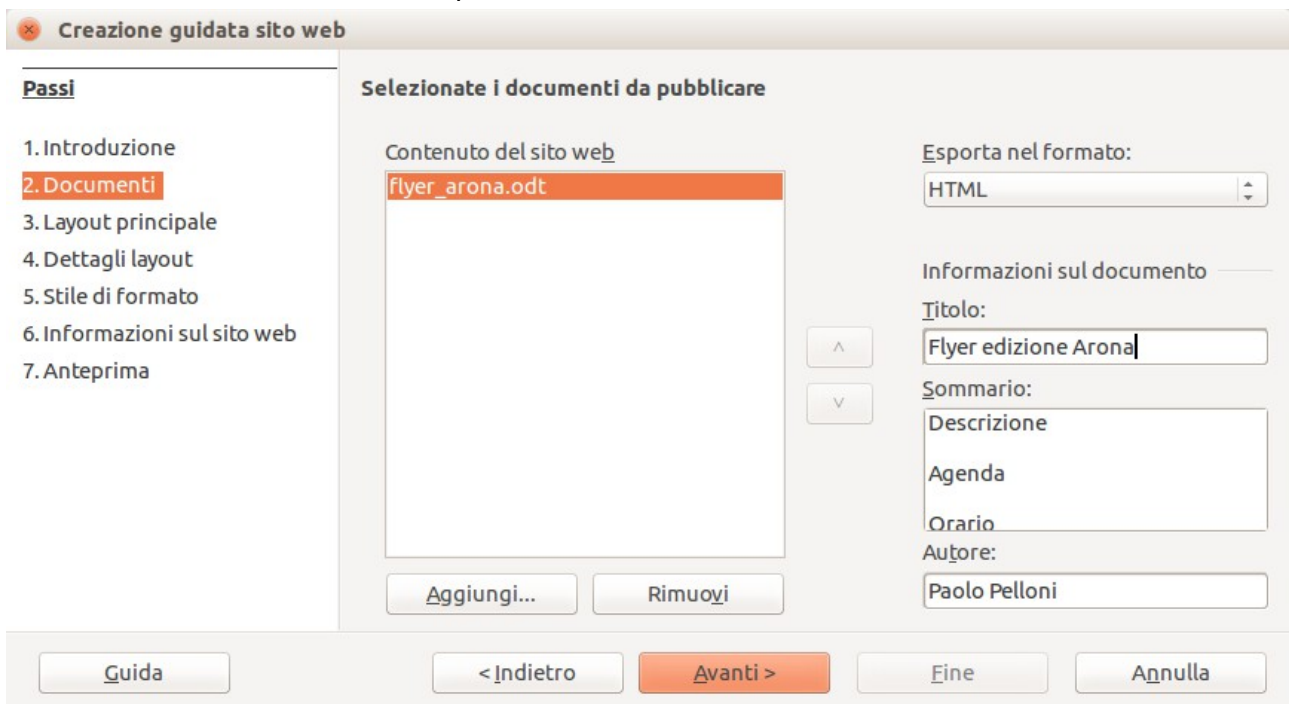 Creazione guidata sito web
Passi
1. Introduzione
2. Documenti
3. Layout principale
4. Dettagli layout
5. Stile di formato
6. Informazioni sul sito web
7. Anteprima
Selezionate i documenti da pubblicare
Contenuto del sito web
flyer_arona.odt
Aggiungi...
Rimuovi
Esporta nel formato:
HTML
Informazioni sul documento
Titolo:
Flyer edizione Arona
Sommario:
Descrizione
Agenda
Orario
Autore:
Paolo Pelloni
Guida
< Indietro
Avanti >
Fine
Annulla